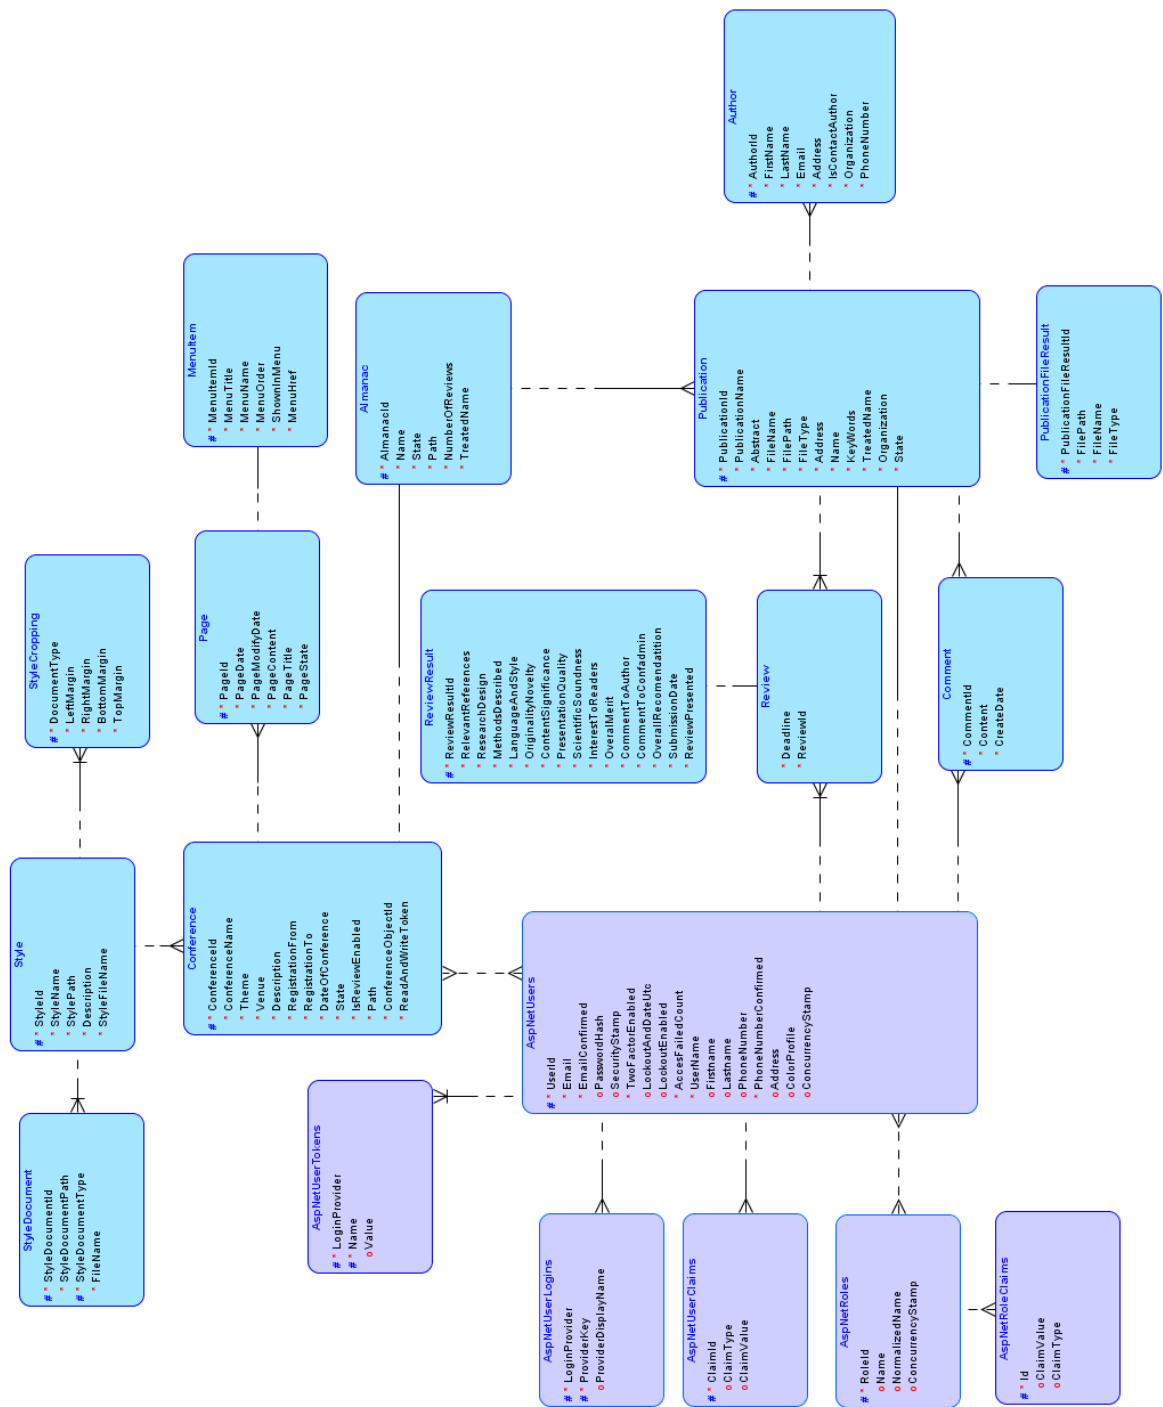 Author
# * AuthorId
* FirstName
* LastName
* Email
* Address
* IsContactAuthor
* Organization
* PhoneNumber
MenuItem
# * MenuItemId
* MenuTitle
* MenuName
* MenuOrder
* ShownInMenu
* MenuHref
Almanac
# * AlmanacId
* Name
* State
* Path
* NumberOfReviews
* TreatedName
Publication
# * PublicationId
* PublicationName
* Abstract
* FileName
* FilePath
* FileType
* Address
* Name
* KeyWords
* TreatedName
* Organization
* State
PublicationFileResult
# * PublicationFileResultId
* FilePath
* FileName
* FileType
StyleCropping
# * DocumentType
* LeftMargin
* RightMargin
* BottomMargin
* TopMargin
Page
# * PageId
* PageDate
* PageModifyDate
* PageContent
* PageTitle
* PageState
ReviewResult
# * ReviewResultId
* RelevantReferences
* ResearchDesign
* MethodsDescribed
* LanguageAndStyle
* OriginalityNovelty
* ContentSignificance
* PresentationQuality
* ScientificSoundness
* InterestToReaders
* OveralMerit
* CommentToAuthor
* CommentToConfadmin
* OverallRecomendatition
* SubmissionDate
* ReviewPresented
Review
* Deadline
* ReviewId
Comment
# * CommentId
* Content
* CreateDate
Style
# * StyleId
* StyleName
* StylePath
* Description
* StyleFileName
Conference
# * ConferenceId
* ConferenceName
* Theme
* Venue
* Description
* RegistrationFrom
* RegistrationTo
* DateOfConference
* State
* IsReviewEnabled
* Path
* ConferenceObjectId
* ReadAndWriteToken
AspNetUsers
# * UserId
* Email
* EmailConfirmed
o PasswordHash
o SecurityStamp
* TwoFactorEnabled
o LockoutAndDateUtc
o LockoutEnabled
* AccesFailedCount
* UserName
o Firstname
o Lastname
o PhoneNumber
* PhoneNumberConfirmed
o Address
o ColorProfile
o ConcurrencyStamp
StyleDocument
# * StyleDocumentId
* StyleDocumentPath
# * StyleDocumentType
* FileName
AspNetUserTokens
# * LoginProvider
# * Name
o Value
AspNetUserLogins
# * LoginProvider
# * ProviderKey
o ProviderDisplayName
AspNetUserClaims
# * ClaimId
o ClaimType
o ClaimValue
AspNetRoles
# * RoleId
o Name
o NormalizedName
o ConcurrencyStamp
AspNetRoleClaims
# * Id
o ClaimValue
o ClaimType